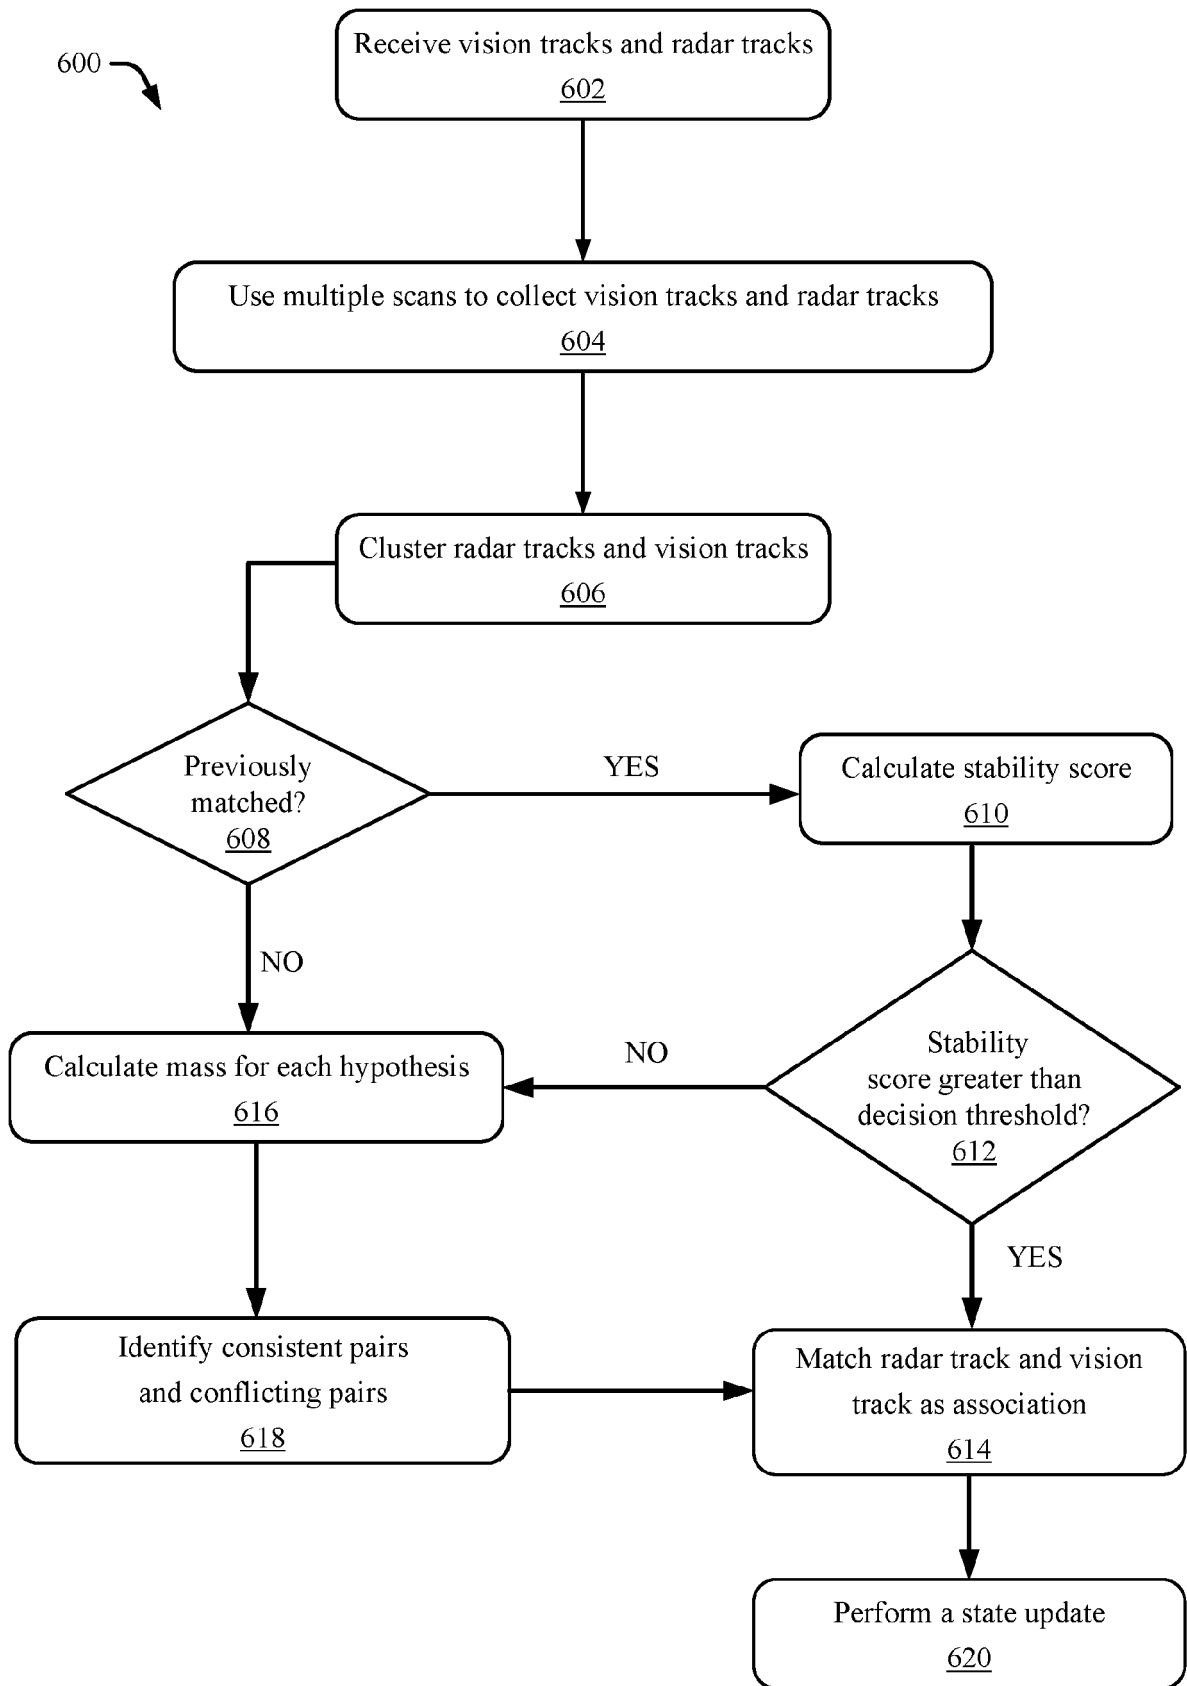 600
Receive vision tracks and radar tracks
602
Use multiple scans to collect vision tracks and radar tracks
604
Cluster radar tracks and vision tracks
606
Previously
matched?
608
YES
Calculate stability score
610
NO
Stability
score greater than
decision threshold?
612
NO
Calculate mass for each hypothesis
616
YES
Identify consistent pairs
and conflicting pairs
618
Match radar track and vision
track as association
614
Perform a state update
620